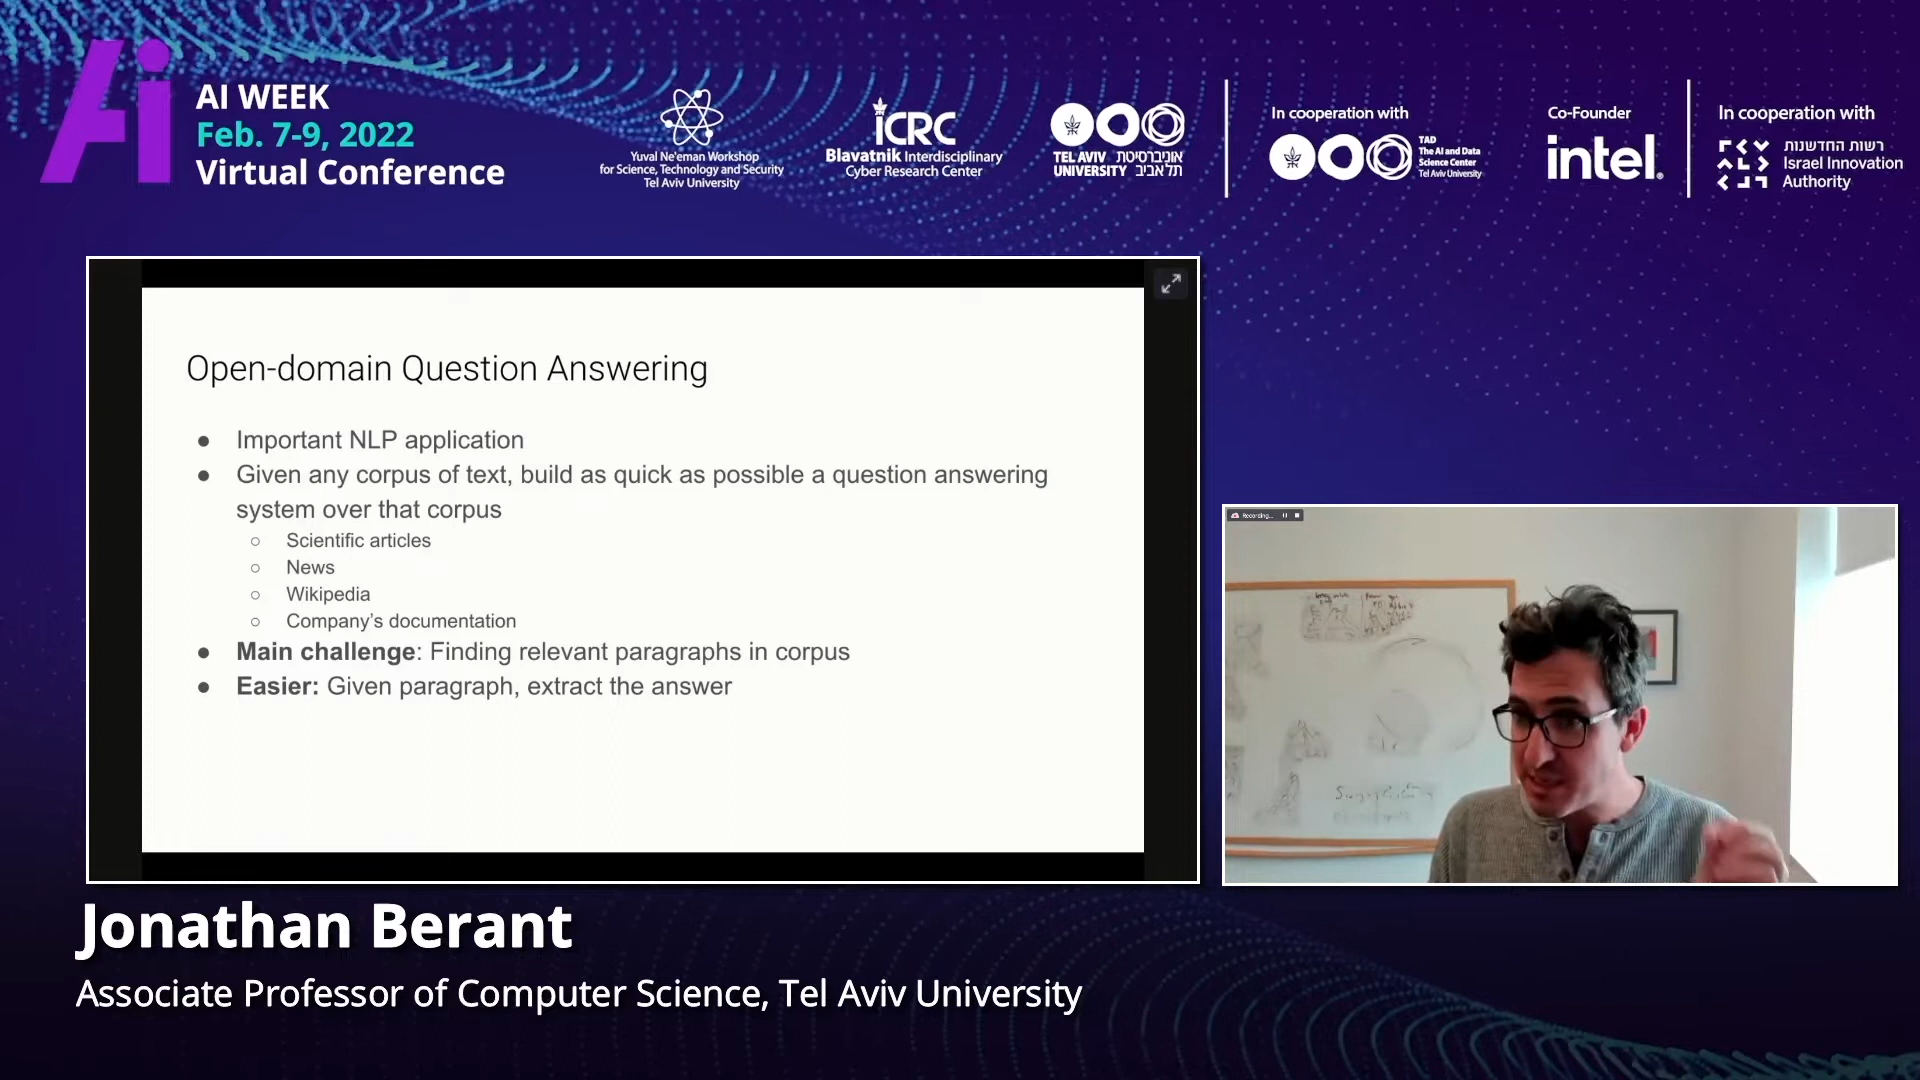 Ai
AI WEEK
Feb. 7-9, 2022
Virtual Conference
Yuval Ne'eman Workshop
for Science, Technology and Security
Tel Aviv University
iCRC
Blavatnik Interdisciplinary
Cyber Research Center
TEL AVIV אוניברסיטת
UNIVERSITY תל אביב
In cooperation with
TAD
The AI and Data
Science Center
Tel Aviv University
Co-Founder
intel.
In cooperation with
רשות החדשנות
Israel Innovation
Authority
Open-domain Question Answering
● Important NLP application
● Given any corpus of text, build as quick as possible a question answering
system over that corpus
○ Scientific articles
○ News
○ Wikipedia
○ Company's documentation
● Main challenge: Finding relevant paragraphs in corpus
● Easier: Given paragraph, extract the answer
Recording...
Jonathan Berant
Associate Professor of Computer Science, Tel Aviv University